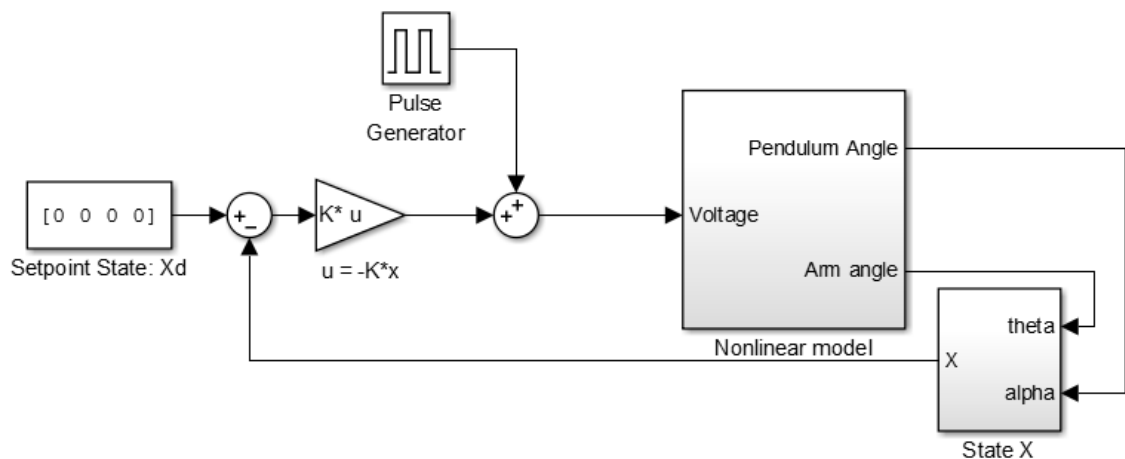 Pulse
Generator
[0 0 0 0]
Setpoint State: Xd
+
-
K* u
u = -K*x
+
+
Voltage
Pendulum Angle
Arm angle
Nonlinear model
theta
X
alpha
State X